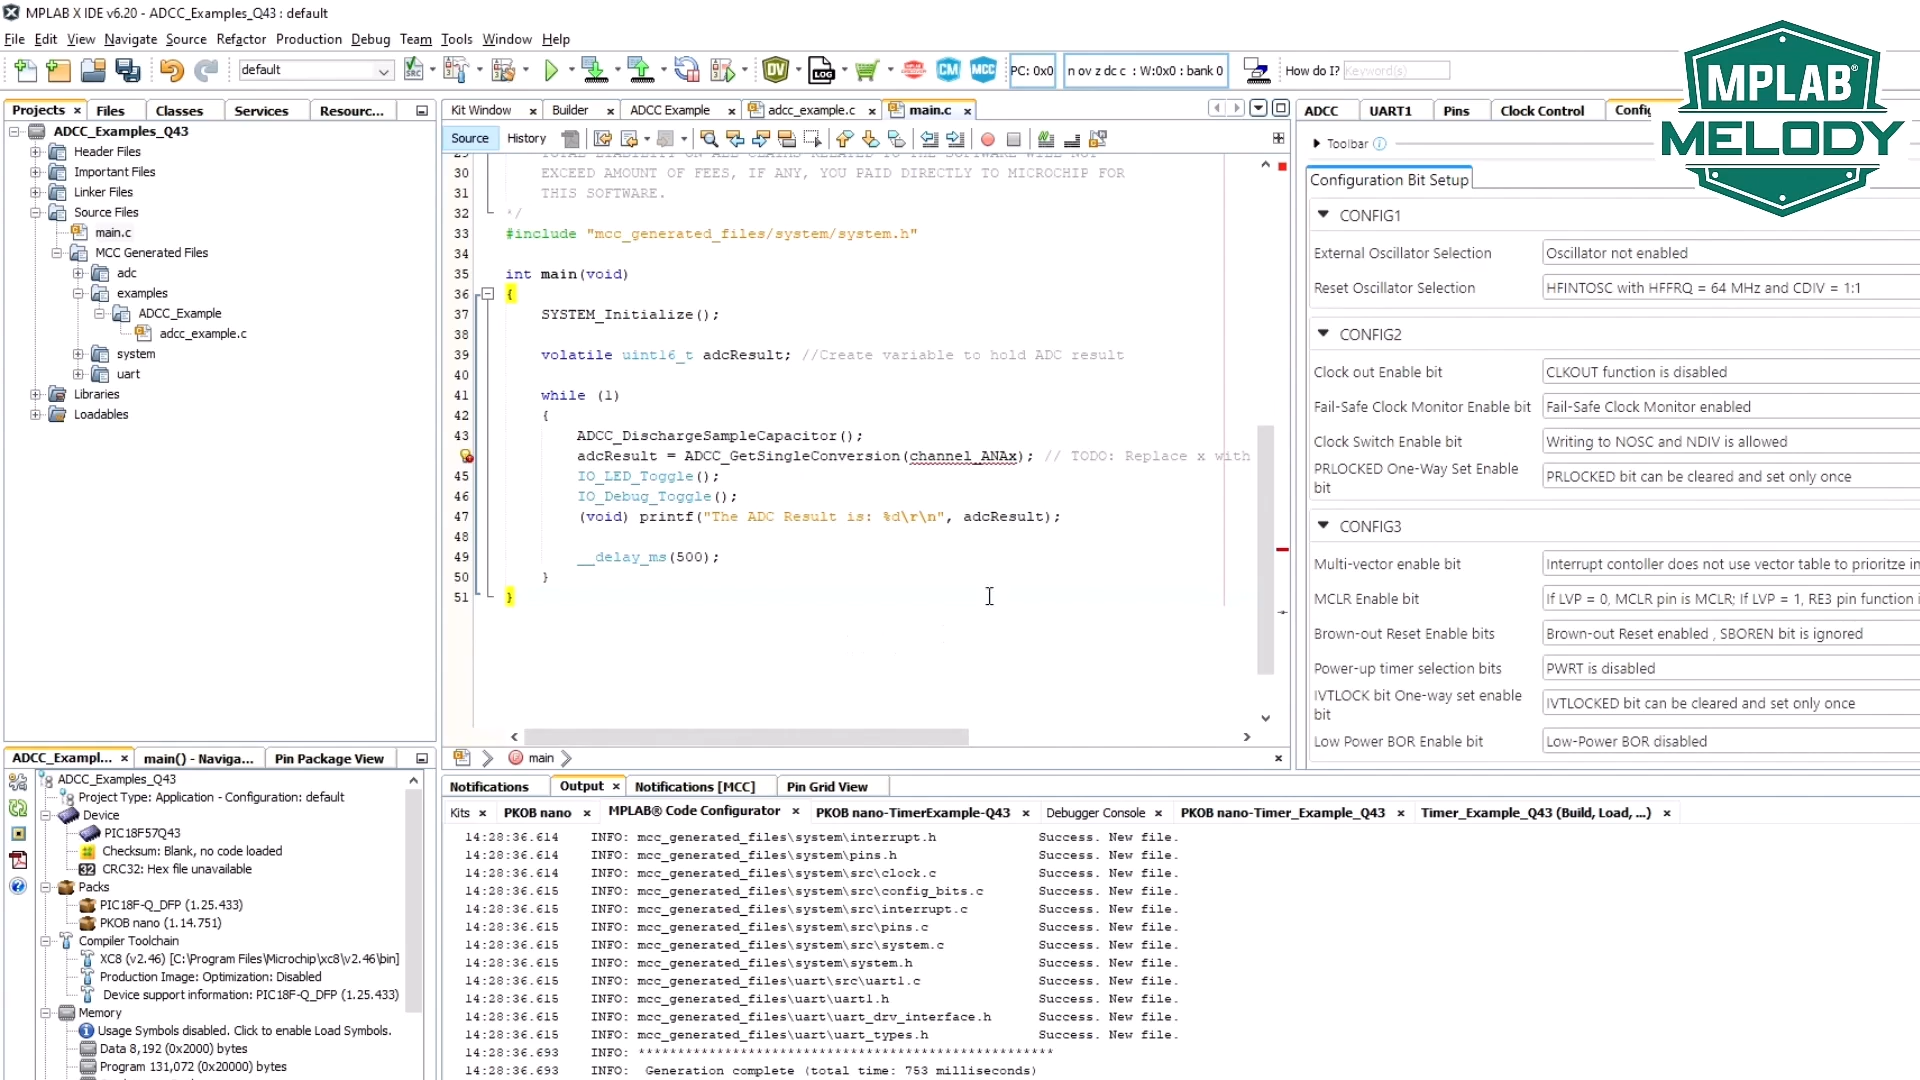 MPLAB X IDE v6.20 - ADCC_Examples_Q43 : default
File Edit View Navigate Source Refactor Production Debug Team Tools Window Help
default
SRC
DV
LOG
CM
MCC
PC: 0x0
n ov z dc c : W:0x0 : bank 0
How do I? Keyword(s)
MPLAB®
MELODY
Projects Files Classes Services Resourc...
ADCC_Examples_Q43
Header Files
Important Files
Linker Files
Source Files
main.c
MCC Generated Files
adc
examples
ADCC_Example
adcc_example.c
system
uart
Libraries
Loadables
Kit Window Builder ADCC Example adcc_example.c main.c
Source History
30 EXCEED AMOUNT OF FEES, IF ANY, YOU PAID DIRECTLY TO MICROCHIP FOR
31 THIS SOFTWARE.
32 */
33 #include "mcc_generated_files/system/system.h"
34
35 int main(void)
36 {
37 SYSTEM_Initialize();
38
39 volatile uint16_t adcResult; //Create variable to hold ADC result
40
41 while (1)
42 {
43 ADCC_DischargeSampleCapacitor();
adcResult = ADCC_GetSingleConversion(channel_ANAx); // TODO: Replace x with
45 IO_LED_Toggle();
46 IO_Debug_Toggle();
47 (void) printf("The ADC Result is: %d\r\n", adcResult);
48
49 __delay_ms(500);
50 }
51 }
main
ADCC UART1 Pins Clock Control
Toolbar
Configuration Bit Setup
CONFIG1
External Oscillator Selection Oscillator not enabled
Reset Oscillator Selection HFINTOSC with HFFRQ = 64 MHz and CDIV = 1:1
CONFIG2
Clock out Enable bit CLKOUT function is disabled
Fail-Safe Clock Monitor Enable bit Fail-Safe Clock Monitor enabled
Clock Switch Enable bit Writing to NOSC and NDIV is allowed
PRLOCKED One-Way Set Enable bit PRLOCKED bit can be cleared and set only once
CONFIG3
Multi-vector enable bit Interrupt contoller does not use vector table to prioritze in
MCLR Enable bit If LVP = 0, MCLR pin is MCLR; If LVP = 1, RE3 pin function i
Brown-out Reset Enable bits Brown-out Reset enabled , SBOREN bit is ignored
Power-up timer selection bits PWRT is disabled
IVTLOCK bit One-way set enable bit IVTLOCKED bit can be cleared and set only once
Low Power BOR Enable bit Low-Power BOR disabled
ADCC_Exampl... main() - Naviga... Pin Package View
ADCC_Examples_Q43
Project Type: Application - Configuration: default
Device
PIC18F57Q43
Checksum: Blank, no code loaded
32 CRC32: Hex file unavailable
Packs
PIC18F-Q_DFP (1.25.433)
PKOB nano (1.14.751)
Compiler Toolchain
XC8 (v2.46) [C:\Program Files\Microchip\xc8\v2.46\bin]
Production Image: Optimization: Disabled
Device support information: PIC18F-Q_DFP (1.25.433)
Memory
Usage Symbols disabled. Click to enable Load Symbols.
Data 8,192 (0x2000) bytes
Program 131,072 (0x20000) bytes
Notifications Output Notifications [MCC] Pin Grid View
Kits PKOB nano MPLAB® Code Configurator PKOB nano-TimerExample-Q43 Debugger Console PKOB nano-Timer_Example_Q43 Timer_Example_Q43 (Build, Load, ...)
14:28:36.614 INFO: mcc_generated_files\system\interrupt.h Success. New file.
14:28:36.614 INFO: mcc_generated_files\system\pins.h Success. New file.
14:28:36.614 INFO: mcc_generated_files\system\src\clock.c Success. New file.
14:28:36.615 INFO: mcc_generated_files\system\src\config_bits.c Success. New file.
14:28:36.615 INFO: mcc_generated_files\system\src\interrupt.c Success. New file.
14:28:36.615 INFO: mcc_generated_files\system\src\pins.c Success. New file.
14:28:36.615 INFO: mcc_generated_files\system\src\system.c Success. New file.
14:28:36.615 INFO: mcc_generated_files\system\system.h Success. New file.
14:28:36.615 INFO: mcc_generated_files\uart\src\uart1.c Success. New file.
14:28:36.615 INFO: mcc_generated_files\uart\uart1.h Success. New file.
14:28:36.615 INFO: mcc_generated_files\uart\uart_drv_interface.h Success. New file.
14:28:36.615 INFO: mcc_generated_files\uart\uart_types.h Success. New file.
14:28:36.693 INFO: *****************************************************
14:28:36.693 INFO: Generation complete (total time: 753 milliseconds)